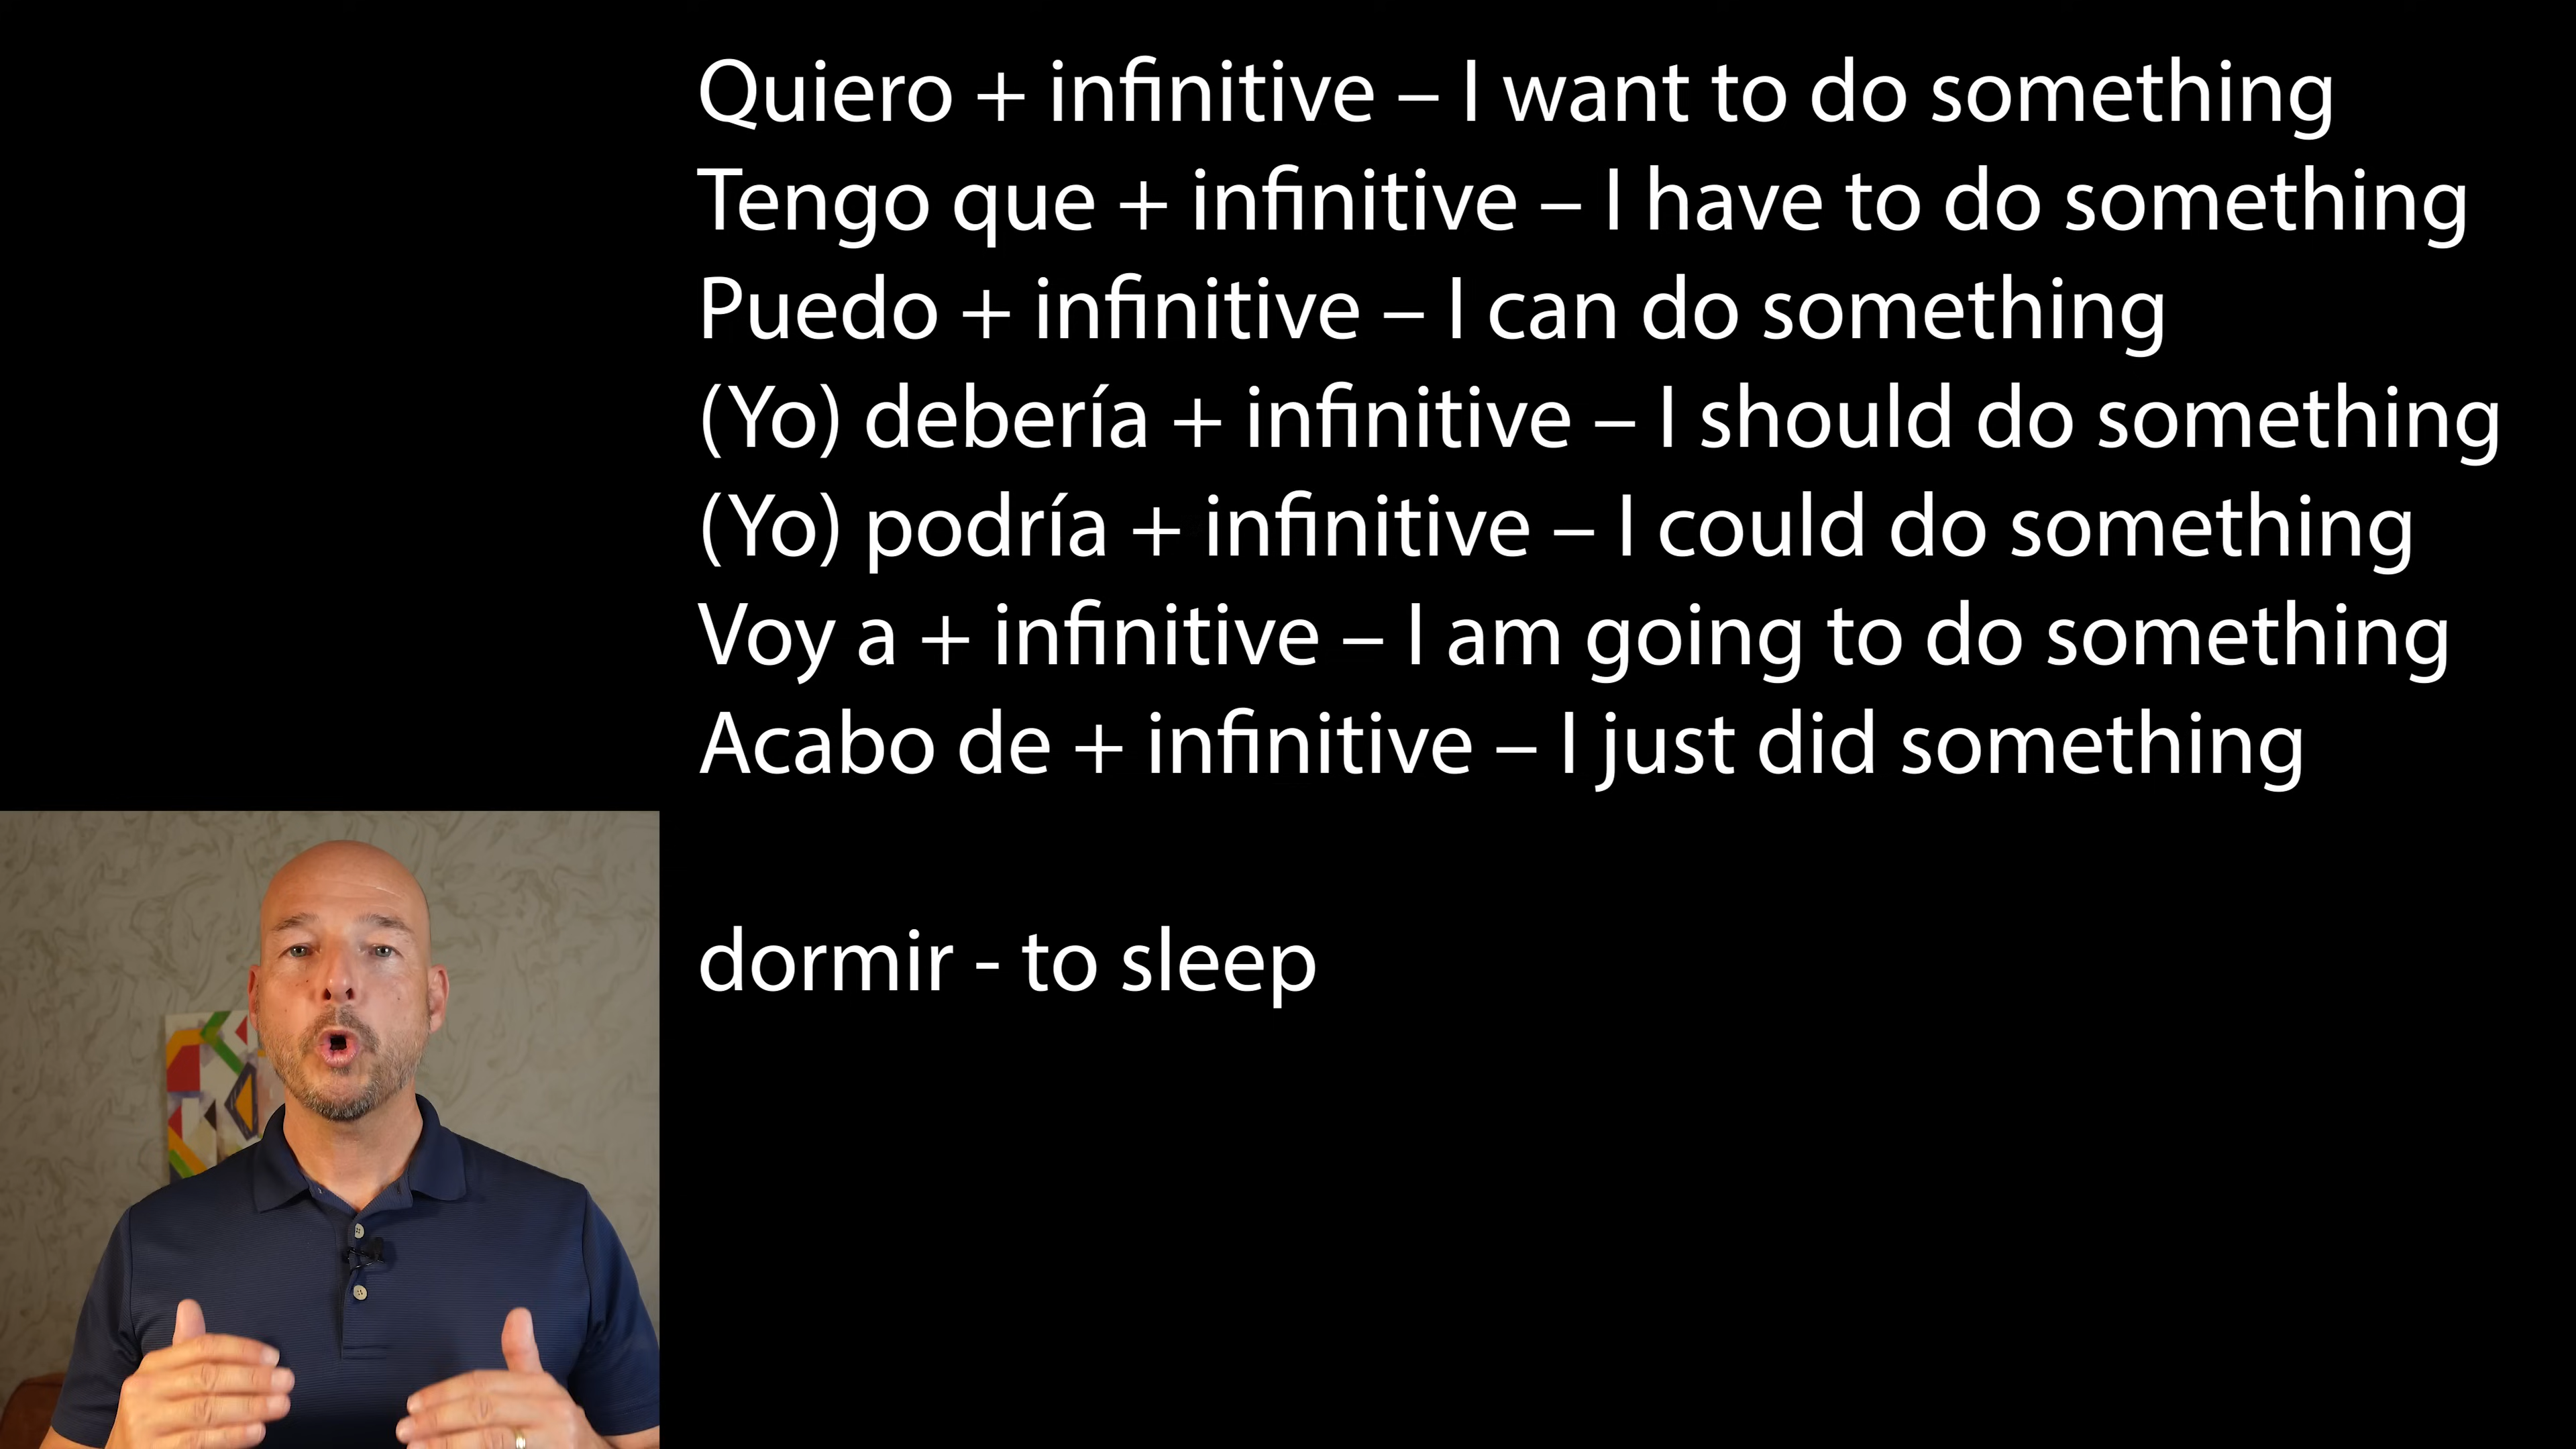 Quiero + infinitive – I want to do something
Tengo que + infinitive – I have to do something
Puedo + infinitive – I can do something
(Yo) debería + infinitive – I should do something
(Yo) podría + infinitive – I could do something
Voy a + infinitive – I am going to do something
Acabo de + infinitive – I just did something
dormir - to sleep